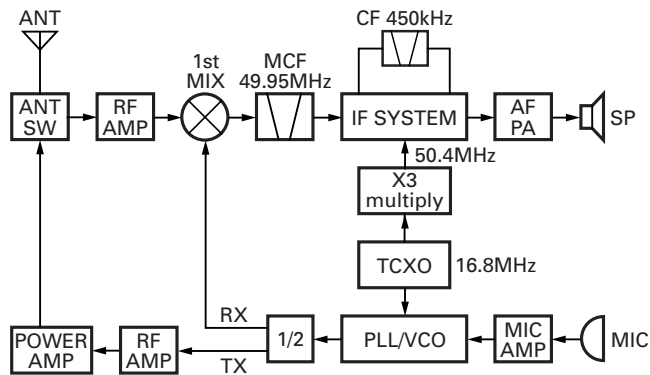 ANT
ANT
SW
RF
AMP
1st
MIX
MCF
49.95MHz
CF 450kHz
IF SYSTEM
AF
PA
SP
50.4MHz
X3
multiply
TCXO
16.8MHz
RX
TX
1/2
PLL/VCO
MIC
AMP
MIC
POWER
AMP
RF
AMP